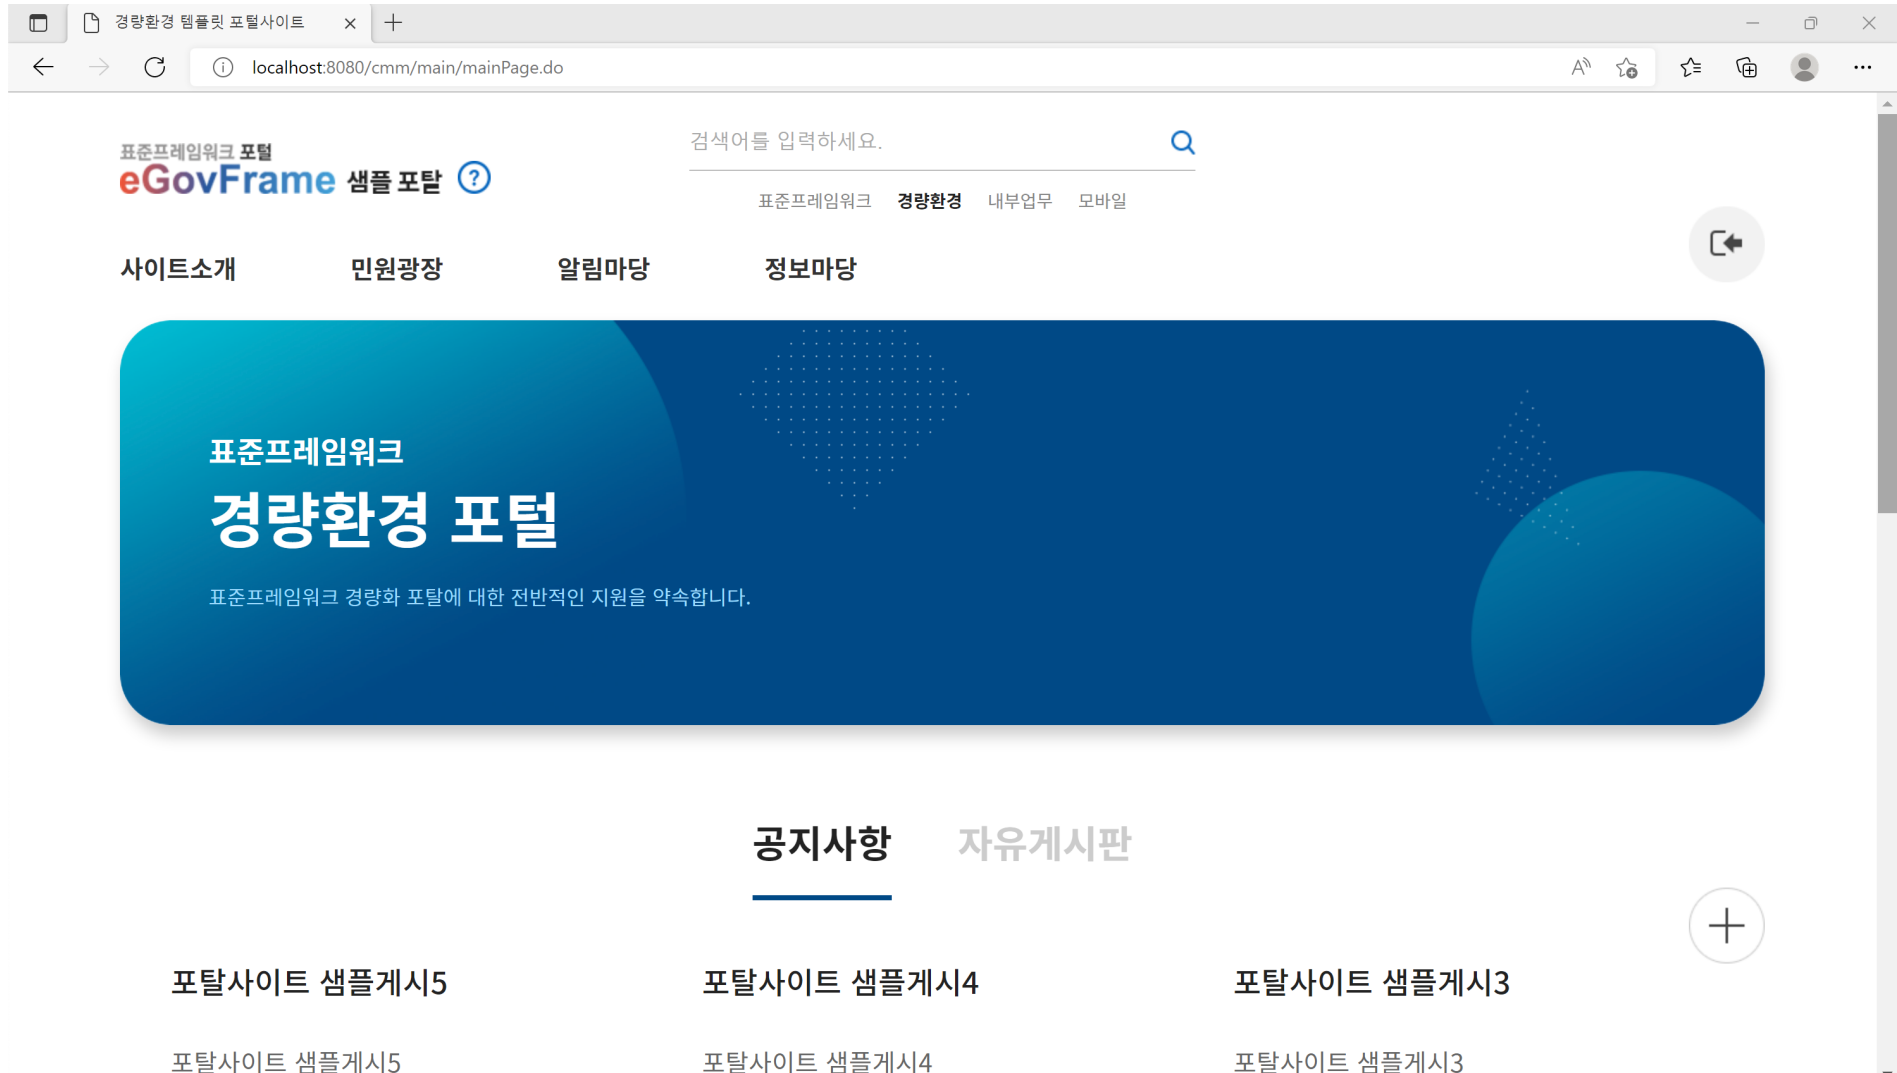 경량환경 템플릿 포털사이트
localhost:8080/cmm/main/mainPage.do
표준프레임워크 포털
eGovFrame 샘플 포탈
검색어를 입력하세요.
표준프레임워크 경량환경 내부업무 모바일
사이트소개 민원광장 알림마당 정보마당
표준프레임워크
경량환경 포털
표준프레임워크 경량화 포탈에 대한 전반적인 지원을 약속합니다.
공지사항 자유게시판
포탈사이트 샘플게시5 포탈사이트 샘플게시4 포탈사이트 샘플게시3
포탈사이트 샘플게시5 포탈사이트 샘플게시4 포탈사이트 샘플게시3